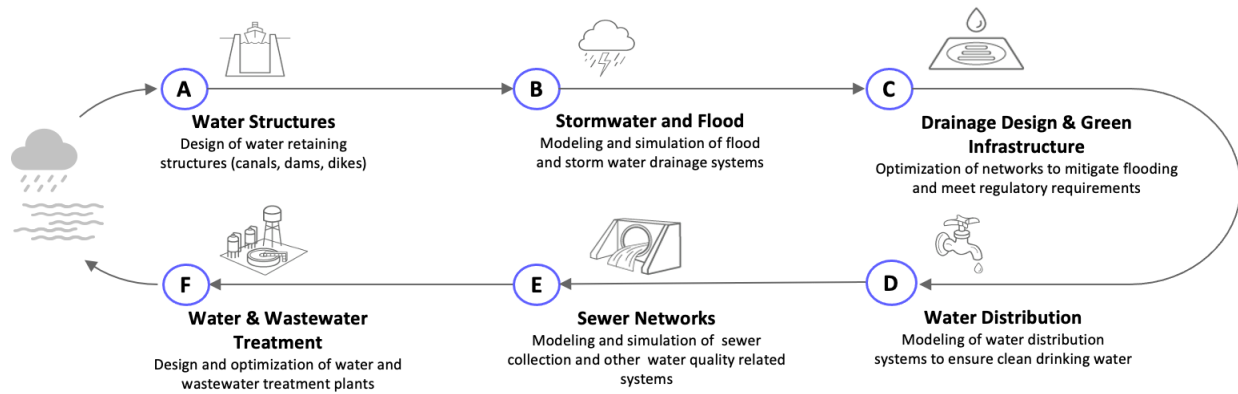 A
Water Structures
Design of water retaining
structures (canals, dams, dikes)
B
Stormwater and Flood
Modeling and simulation of flood
and storm water drainage systems
C
Drainage Design & Green
Infrastructure
Optimization of networks to mitigate flooding
and meet regulatory requirements
D
Water Distribution
Modeling of water distribution
systems to ensure clean drinking water
E
Sewer Networks
Modeling and simulation of sewer
collection and other water quality related
systems
F
Water & Wastewater
Treatment
Design and optimization of water and
wastewater treatment plants